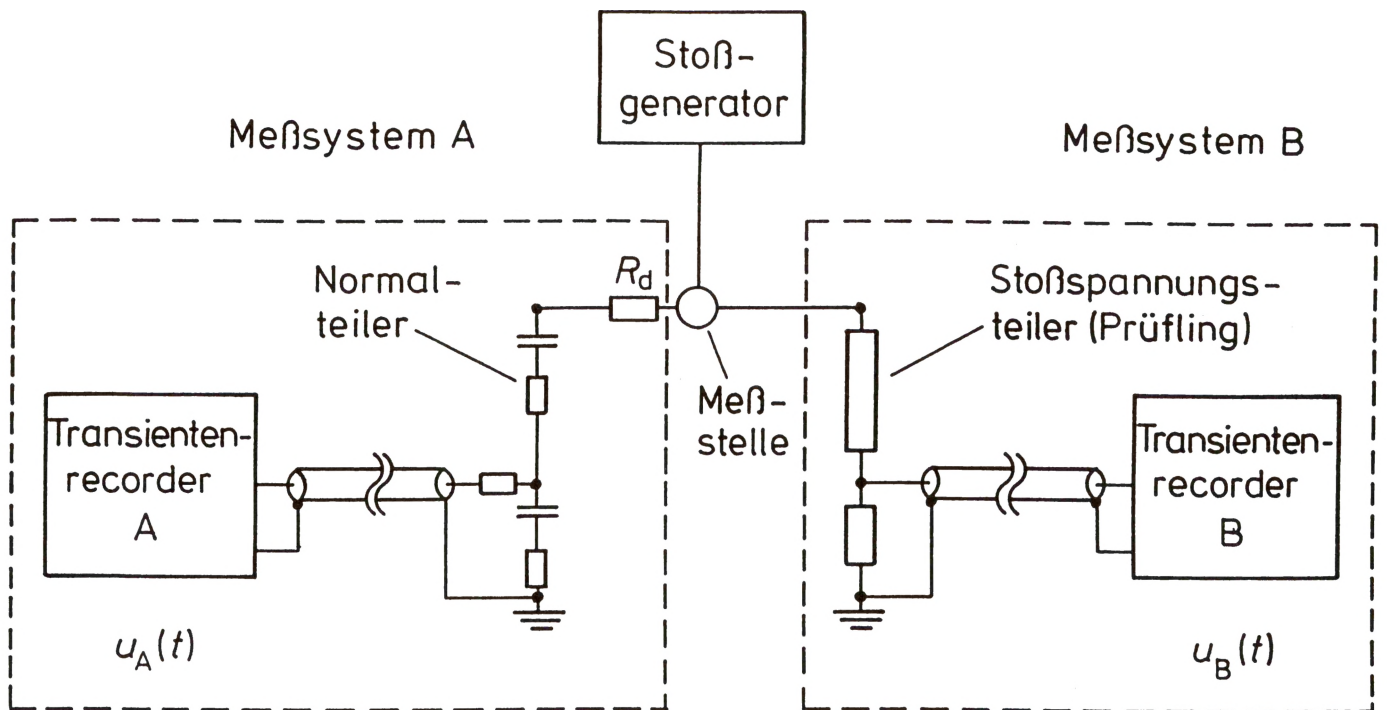 Stoß-
generator
Meßsystem A
Meßsystem B
Normal-
teiler
R_d
Stoßspannungs-
teiler (Prüfling)
Meß-
stelle
Transienten-
recorder
A
Transienten-
recorder
B
u_A(t)
u_B(t)